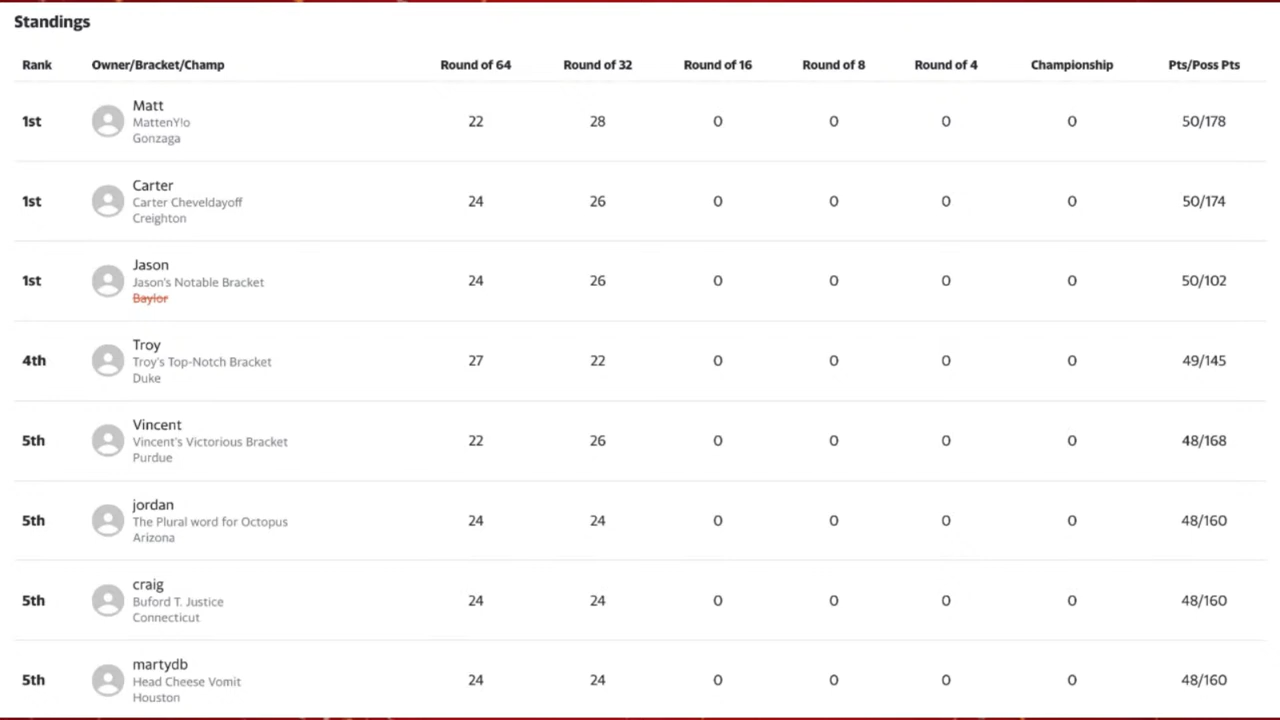 Standings
Rank Owner/Bracket/Champ Round of 64 Round of 32 Round of 16 Round of 8 Round of 4 Championship Pts/Poss Pts
Matt
1st MattenY!o 22 28 0 0 0 0 50/178
Gonzaga
Carter
1st Carter Cheveldayoff 24 26 0 0 0 0 50/174
Creighton
Jason
1st Jason's Notable Bracket 24 26 0 0 0 0 50/102
Baylor
Troy
4th Troy's Top-Notch Bracket 27 22 0 0 0 0 49/145
Duke
Vincent
5th Vincent's Victorious Bracket 22 26 0 0 0 0 48/168
Purdue
jordan
5th The Plural word for Octopus 24 24 0 0 0 0 48/160
Arizona
craig
5th Buford T. Justice 24 24 0 0 0 0 48/160
Connecticut
martydb
5th Head Cheese Vomit 24 24 0 0 0 0 48/160
Houston